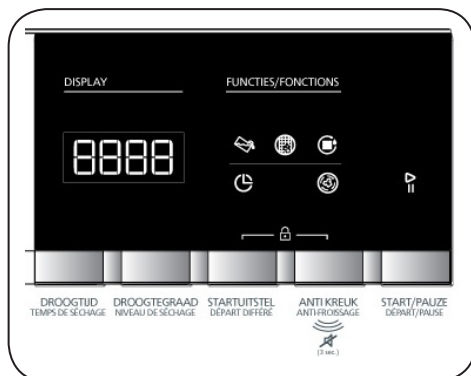 DISPLAY
FUNCTIES/FONCTIONS
8888
DROOGTIJD
TEMPS DE SÉCHAGE
DROOGTEGRAAD
NIVEAU DE SÉCHAGE
STARTUITSTEL
DÉPART DIFFÉRÉ
ANTI KREUK
ANTI-FROISSAGE
START/PAUZE
DÉPART/PAUSE
(3 sec.)